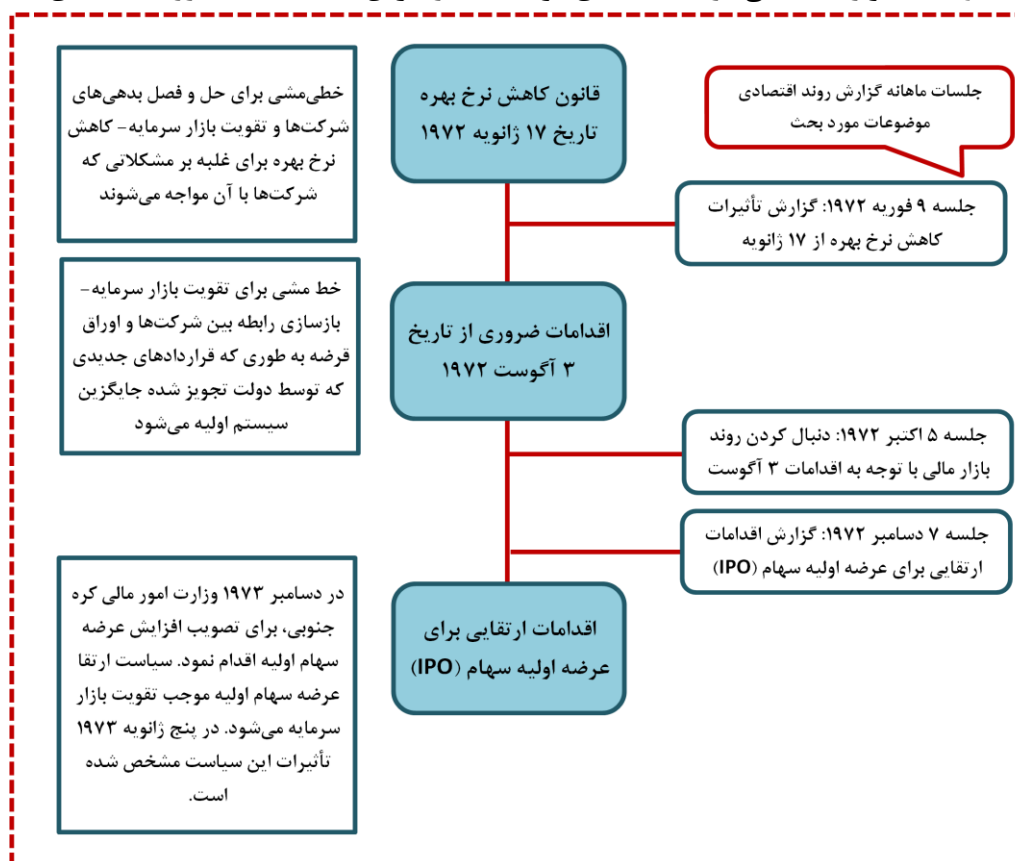 قانون کاهش نرخ بهره
تاریخ ۱۷ ژانویه ۱۹۷۲
خطی‌مشی برای حل و فصل بدهی‌های
شرکت‌ها و تقویت بازار سرمایه- کاهش
نرخ بهره برای غلبه بر مشکلاتی که
شرکت‌ها با آن مواجه می‌شوند
جلسات ماهانه گزارش روند اقتصادی
موضوعات مورد بحث
جلسه ۹ فوریه ۱۹۷۲: گزارش تأثیرات
کاهش نرخ بهره از ۱۷ ژانویه
اقدامات ضروری از تاریخ
۳ آگوست ۱۹۷۲
خط مشی برای تقویت بازار سرمایه-
بازسازی رابطه بین شرکت‌ها و اوراق
قرضه به طوری که قراردادهای جدیدی
که توسط دولت تجویز شده جایگزین
سیستم اولیه می‌شود
جلسه ۵ اکتبر ۱۹۷۲: دنبال کردن روند
بازار مالی با توجه به اقدامات ۳ آگوست
جلسه ۷ دسامبر ۱۹۷۲: گزارش اقدامات
ارتقایی برای عرضه اولیه سهام (IPO)
اقدامات ارتقایی برای
عرضه اولیه سهام (IPO)
در دسامبر ۱۹۷۳ وزارت امور مالی کره
جنوبی، برای تصویب افزایش عرضه
سهام اولیه اقدام نمود. سیاست ارتقا
عرضه سهام اولیه موجب تقویت بازار
سرمایه می‌شود. در پنج ژانویه ۱۹۷۳
تأثیرات این سیاست مشخص شده
است.